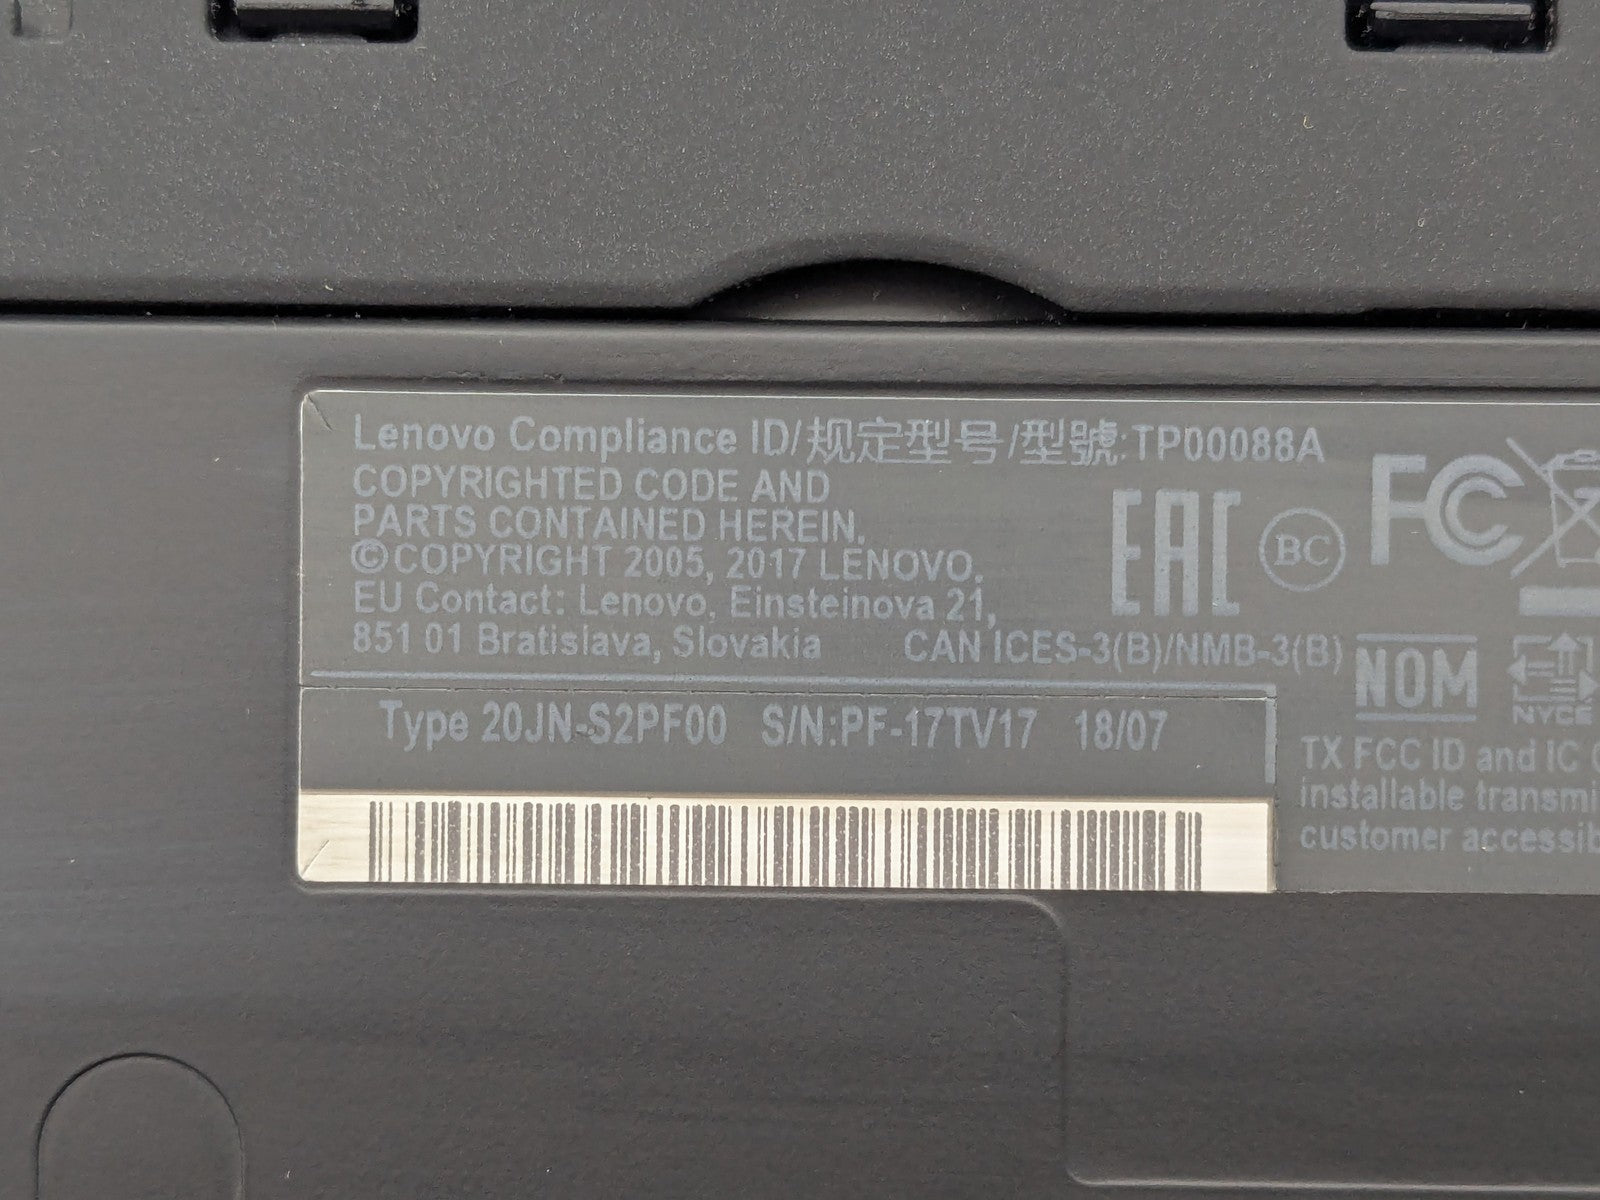 Lenovo Compliance ID/规定型号/型號:TP00088A
COPYRIGHTED CODE AND
PARTS CONTAINED HEREIN.
©COPYRIGHT 2005, 2017 LENOVO.
EU Contact: Lenovo, Einsteinova 21,
851 01 Bratislava, Slovakia
CAN ICES-3(B)/NMB-3(B)
EAC
BC
FC
NOM
NYCE
Type 20JN-S2PF00 S/N:PF-17TV17 18/07
TX FCC ID and IC
installable transmi
customer accessib